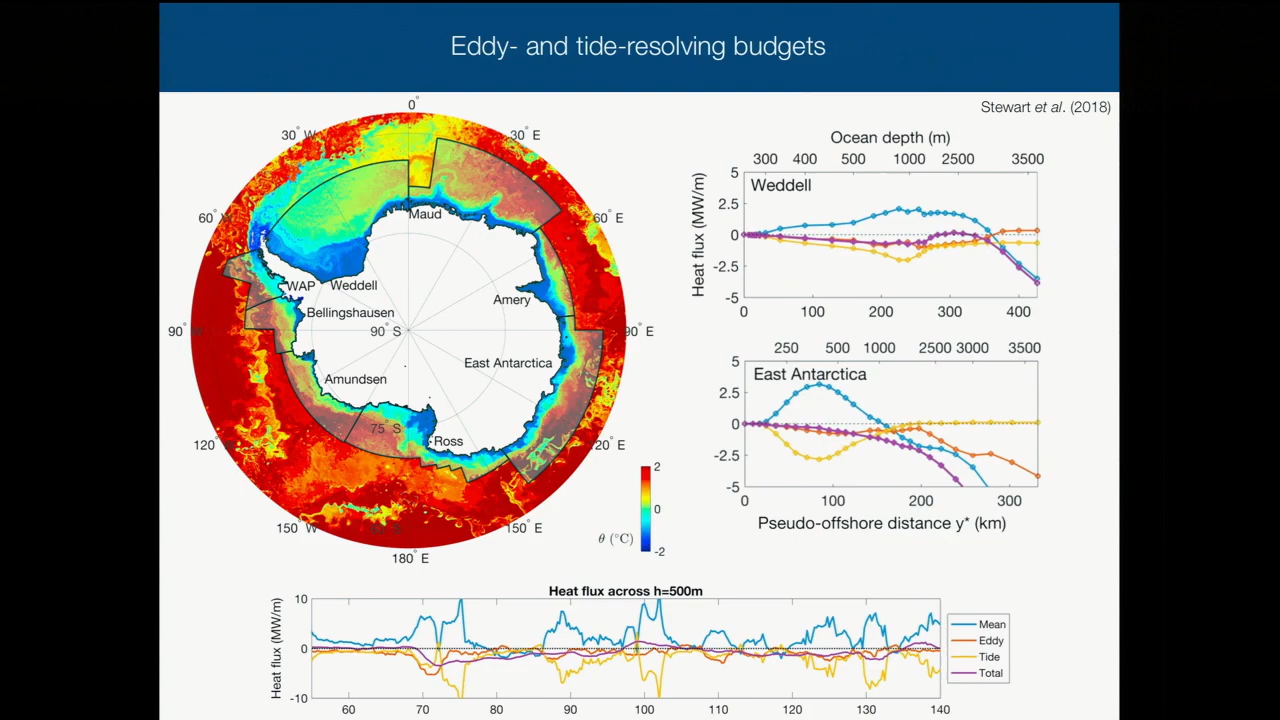 Eddy- and tide-resolving budgets
Stewart et al. (2018)
0°
30° W
30° E
60° W
60° E
90° W
90° E
120° W
120° E
150° W
150° E
180° E
90° S
75° S
60° S
Maud
WAP
Weddell
Bellingshausen
Amery
East Antarctica
Amundsen
Ross
2
0
-2
θ (°C)
Ocean depth (m)
300 400 500 1000 2500 3500
Weddell
5
2.5
0
-2.5
-5
Heat flux (MW/m)
0 100 200 300 400
250 500 1000 2500 3000 3500
East Antarctica
5
2.5
0
-2.5
-5
0 100 200 300
Pseudo-offshore distance y* (km)
Heat flux across h=500m
Heat flux (MW/m)
10
0
-10
60 70 80 90 100 110 120 130 140
Mean
Eddy
Tide
Total